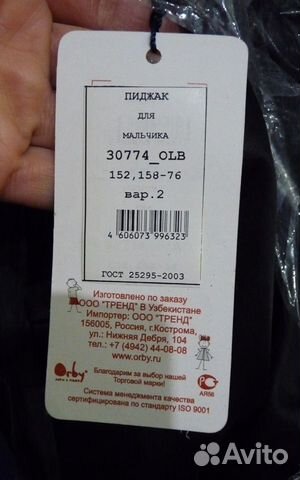 ПИДЖАК
ДЛЯ
МАЛЬЧИКА
30774_OLB
152,158-76
вар.2
4 606073 996323
ГОСТ 25295-2003
Изготовлено по заказу
ООО "ТРЕНД" В Узбекистане
Импортер: ООО "ТРЕНД"
156005, Россия, г.Кострома,
ул.: Нижняя Дебря, 104
тел.: +7 (4942) 44-08-08
www.orby.ru
Orby
Благодарим за выбор нашей
Торговой марки!
АЯ56
Система менеджмента качества
сертифицирована по стандарту ISO 9001
Avito